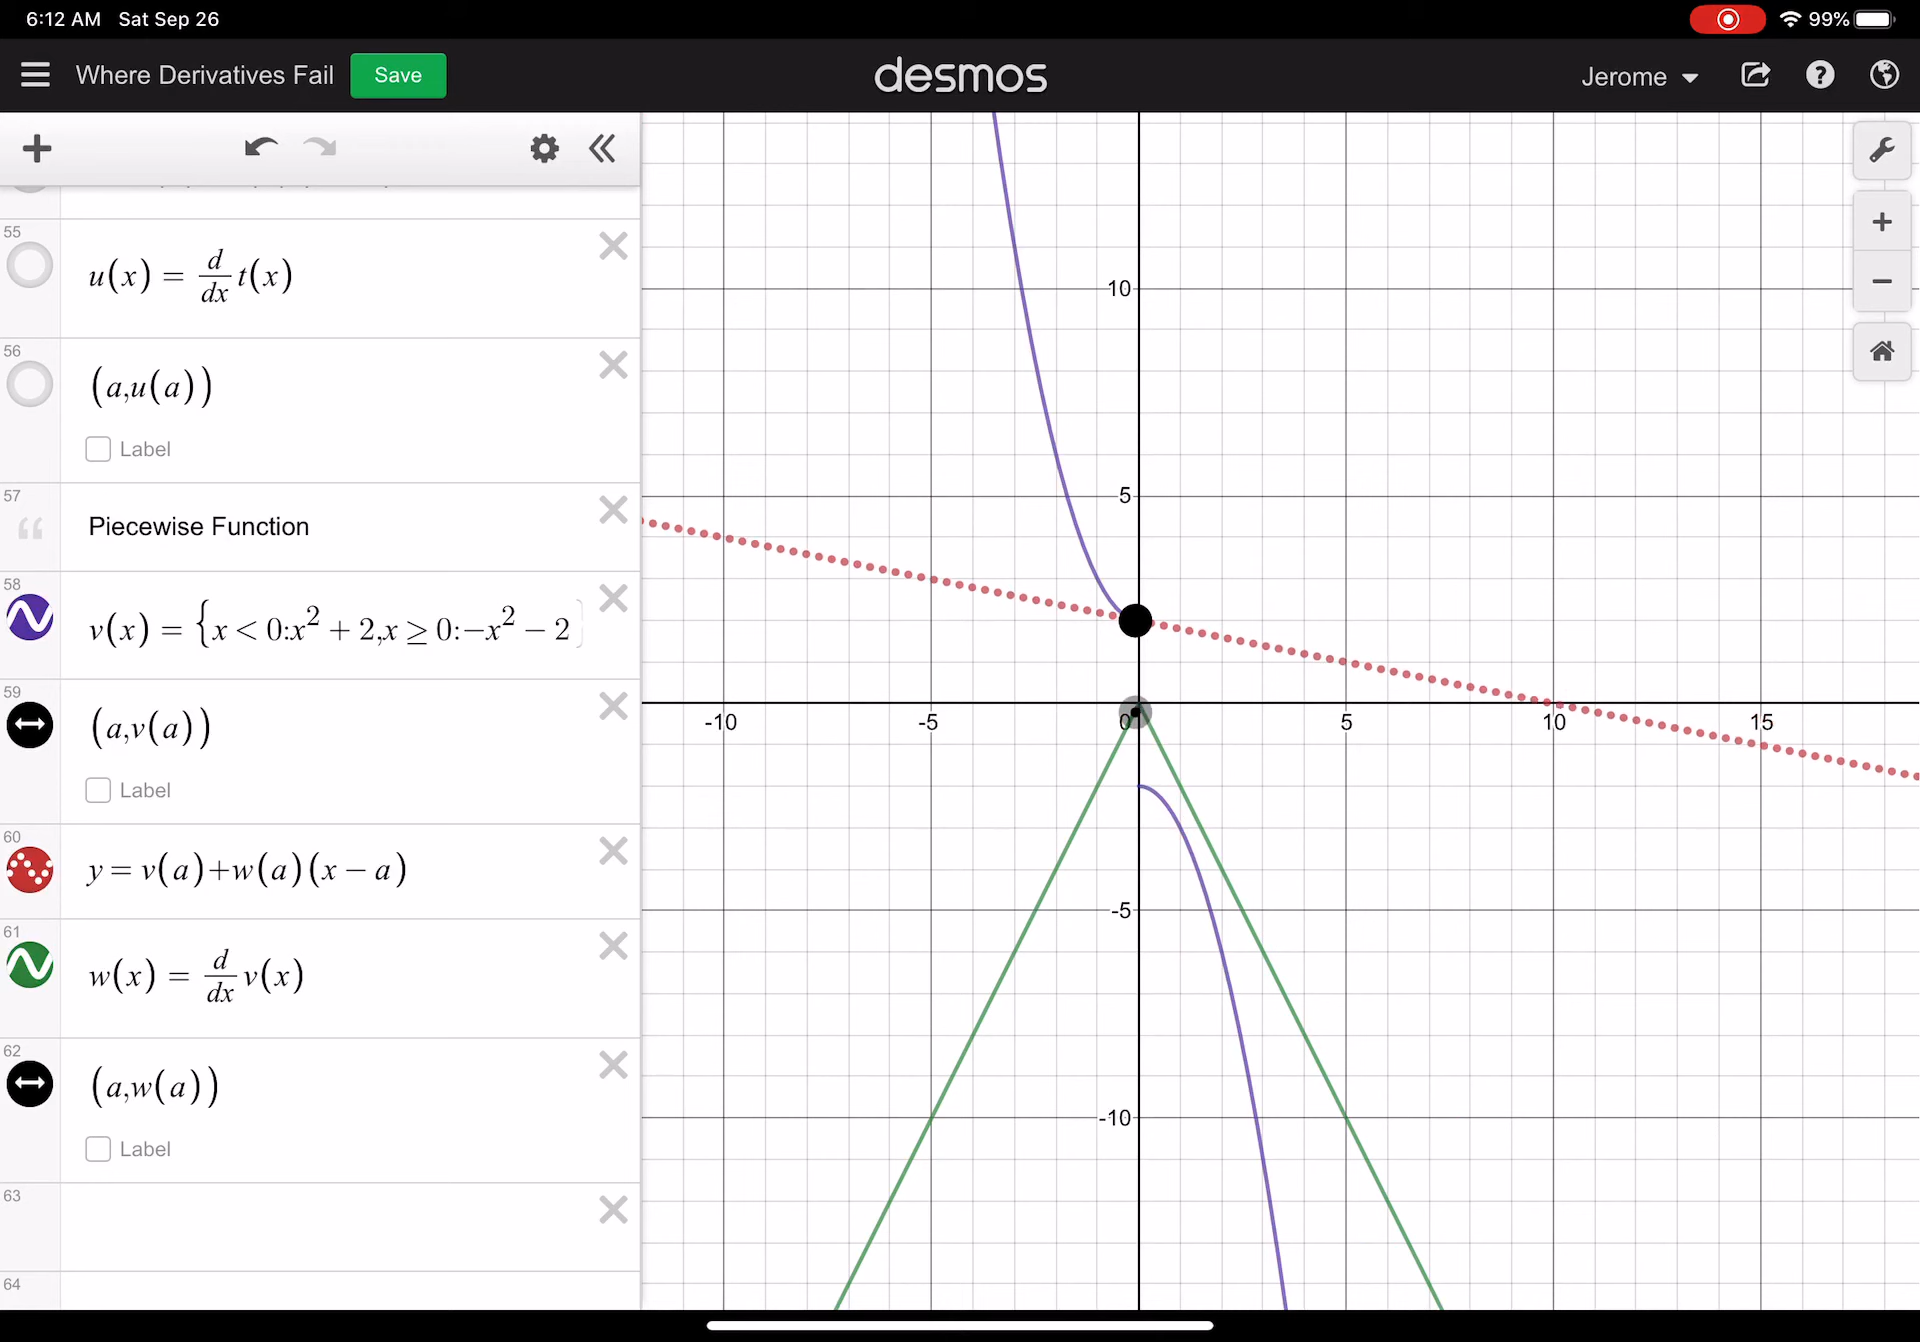 6:12 AM Sat Sep 26
99%
Where Derivatives Fail
Save
desmos
Jerome
55
u(x) = d/dx t(x)
56
(a,u(a))
Label
57
Piecewise Function
58
v(x) = {x < 0:x² + 2,x ≥ 0:−x² − 2}
59
(a,v(a))
Label
60
y = v(a)+w(a)(x − a)
61
w(x) = d/dx v(x)
62
(a,w(a))
Label
63
64
10
5
-10
-5
0
5
10
15
-5
-10